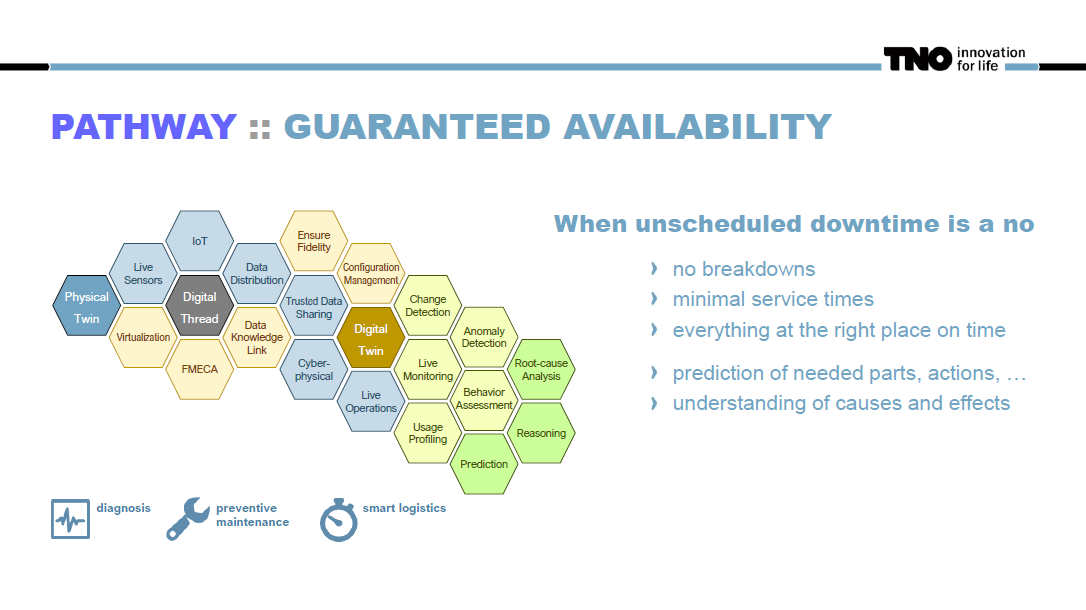 TNO innovation
for life
PATHWAY :: GUARANTEED AVAILABILITY
When unscheduled downtime is a no
› no breakdowns
› minimal service times
› everything at the right place on time
› prediction of needed parts, actions, …
› understanding of causes and effects
Physical
Twin
Live
Sensors
Virtualization
IoT
Digital
Thread
FMECA
Data
Distribution
Data
Knowledge
Link
Ensure
Fidelity
Trusted Data
Sharing
Cyber-
physical
Configuration
Management
Digital
Twin
Live
Operations
Change
Detection
Live
Monitoring
Usage
Profiling
Anomaly
Detection
Behavior
Assessment
Prediction
Root-cause
Analysis
Reasoning
diagnosis
preventive
maintenance
smart logistics